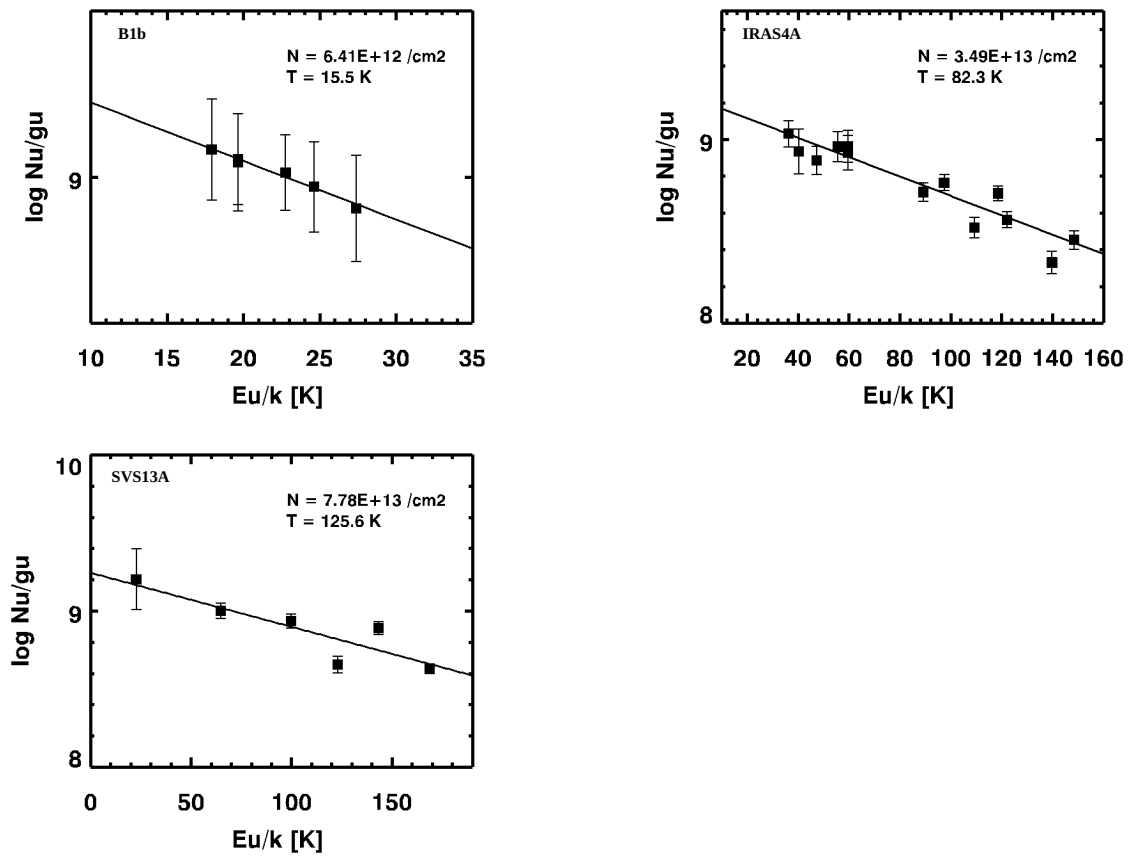 B1b
N = 6.41E+12 /cm2
T = 15.5 K
log Nu/gu
9
10 15 20 25 30 35
Eu/k [K]
IRAS4A
N = 3.49E+13 /cm2
T = 82.3 K
log Nu/gu
9
8
20 40 60 80 100 120 140 160
Eu/k [K]
SVS13A
N = 7.78E+13 /cm2
T = 125.6 K
log Nu/gu
10
9
8
0 50 100 150
Eu/k [K]